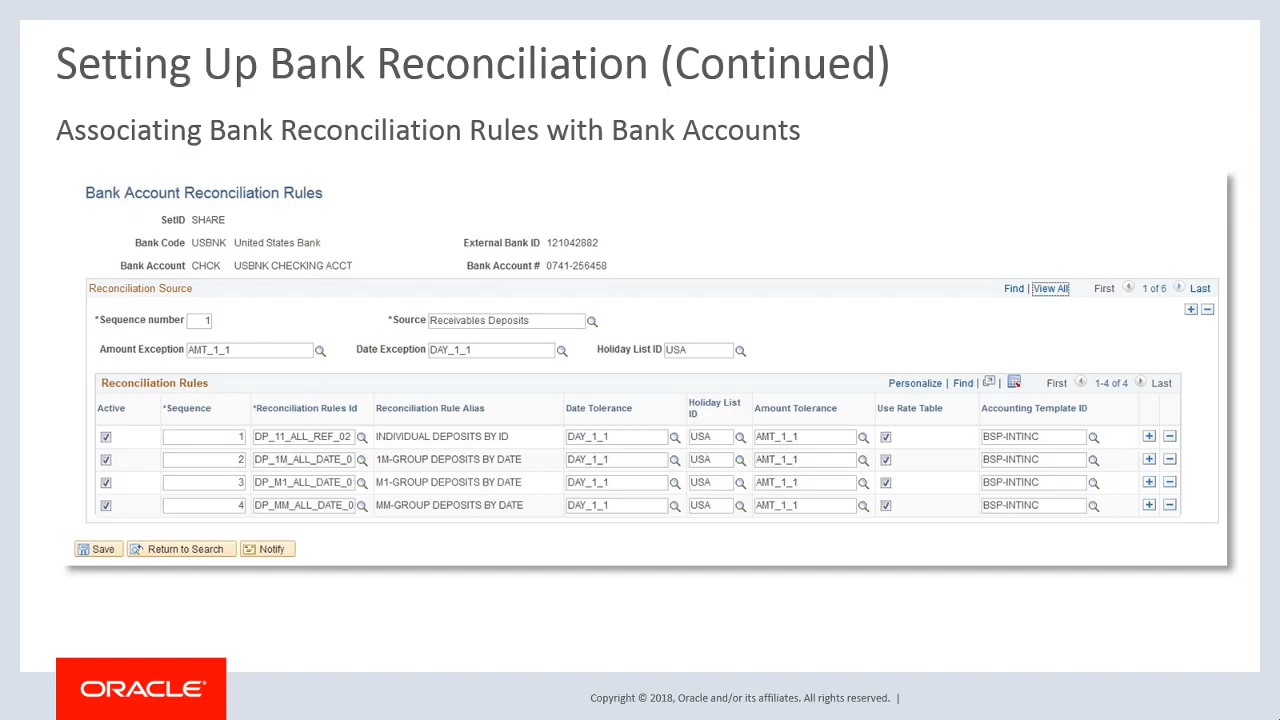 Setting Up Bank Reconciliation (Continued)
Associating Bank Reconciliation Rules with Bank Accounts
Bank Account Reconciliation Rules
SetID SHARE
Bank Code USBNK United States Bank External Bank ID 121042882
Bank Account CHCK USBNK CHECKING ACCT Bank Account # 0741-256458
Reconciliation Source Find | View All First 1 of 6 Last
*Sequence number 1 *Source Receivables Deposits
Amount Exception AMT_1_1 Date Exception DAY_1_1 Holiday List ID USA
Reconciliation Rules Personalize | Find | | First 1-4 of 4 Last
Active *Sequence *Reconciliation Rules Id Reconciliation Rule Alias Date Tolerance Holiday List ID Amount Tolerance Use Rate Table Accounting Template ID
1 DP_11_ALL_REF_02 INDIVIDUAL DEPOSITS BY ID DAY_1_1 USA AMT_1_1 BSP-INTINC
2 DP_1M_ALL_DATE_0 1M-GROUP DEPOSITS BY DATE DAY_1_1 USA AMT_1_1 BSP-INTINC
3 DP_M1_ALL_DATE_0 M1-GROUP DEPOSITS BY DATE DAY_1_1 USA AMT_1_1 BSP-INTINC
4 DP_MM_ALL_DATE_0 MM-GROUP DEPOSITS BY DATE DAY_1_1 USA AMT_1_1 BSP-INTINC
Save Return to Search Notify
ORACLE®
Copyright © 2018, Oracle and/or its affiliates. All rights reserved. |